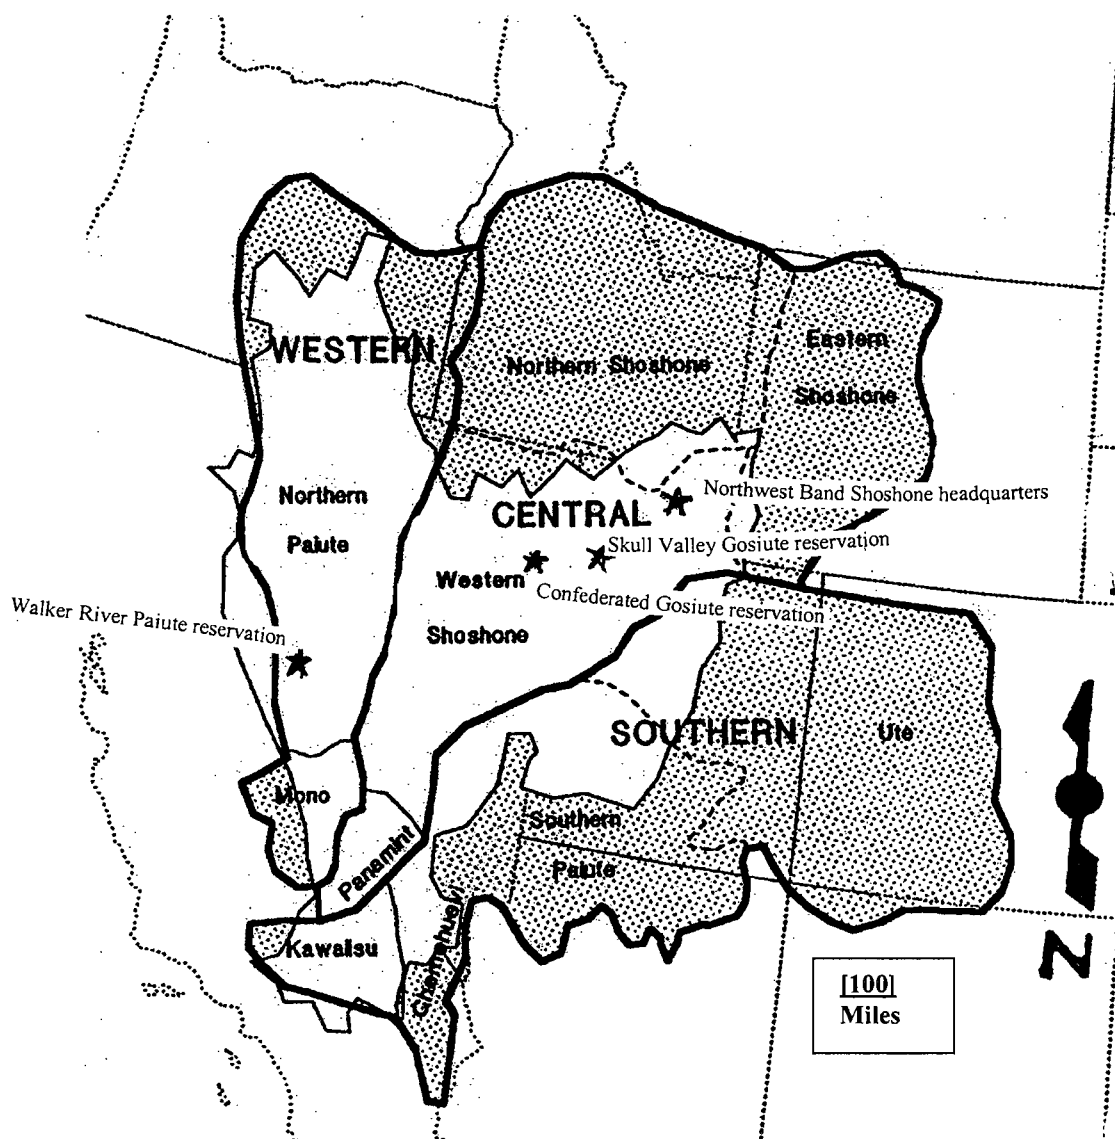 WESTERN
Northern Shoshone
Eastern
Shoshone
Northern
Paiute
CENTRAL
Northwest Band Shoshone headquarters
Skull Valley Gosiute reservation
Western
Shoshone
Confederated Gosiute reservation
Walker River Paiute reservation
SOUTHERN
Ute
Mono
Southern
Paiute
Panamint
Kawaiisu
Chemehuevi
N
[100]
Miles